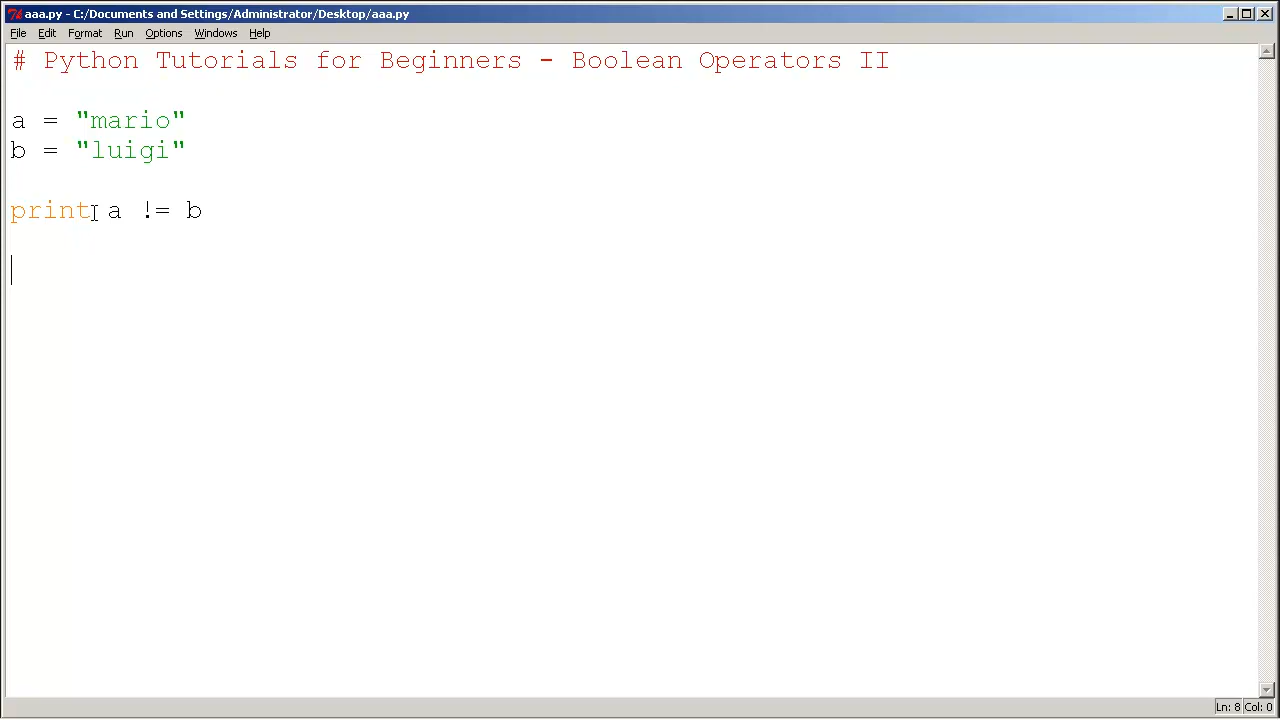 aaa.py - C:/Documents and Settings/Administrator/Desktop/aaa.py
File Edit Format Run Options Windows Help
# Python Tutorials for Beginners - Boolean Operators II
a = "mario"
b = "luigi"
print a != b
Ln: 8 Col: 0